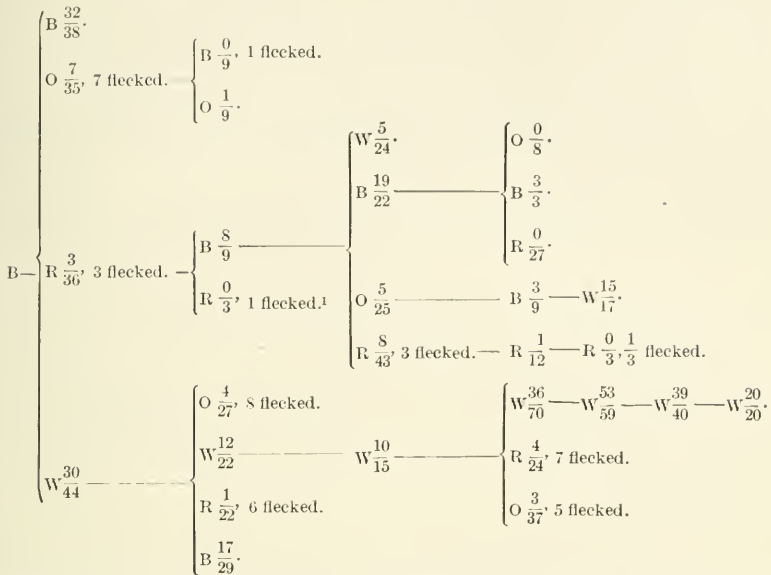 B 32/38.
O 7/35, 7 flecked.
B 0/9, 1 flecked.
O 1/9.
W 5/24.
O 0/8.
B 19/22
B 3/3.
R 0/27.
B— R 3/36, 3 flecked.
B 8/9
R 0/3, 1 flecked.¹
O 5/25 B 3/9 — W 15/17.
R 8/43, 3 flecked. — R 1/12 — R 0/3, 1/3 flecked.
W 30/44
O 4/27, 8 flecked.
W 12/22 W 10/15
W 36/70 — W 53/59 — W 39/40 — W 20/20.
R 4/24, 7 flecked.
O 3/37, 5 flecked.
R 1/22, 6 flecked.
B 17/29.